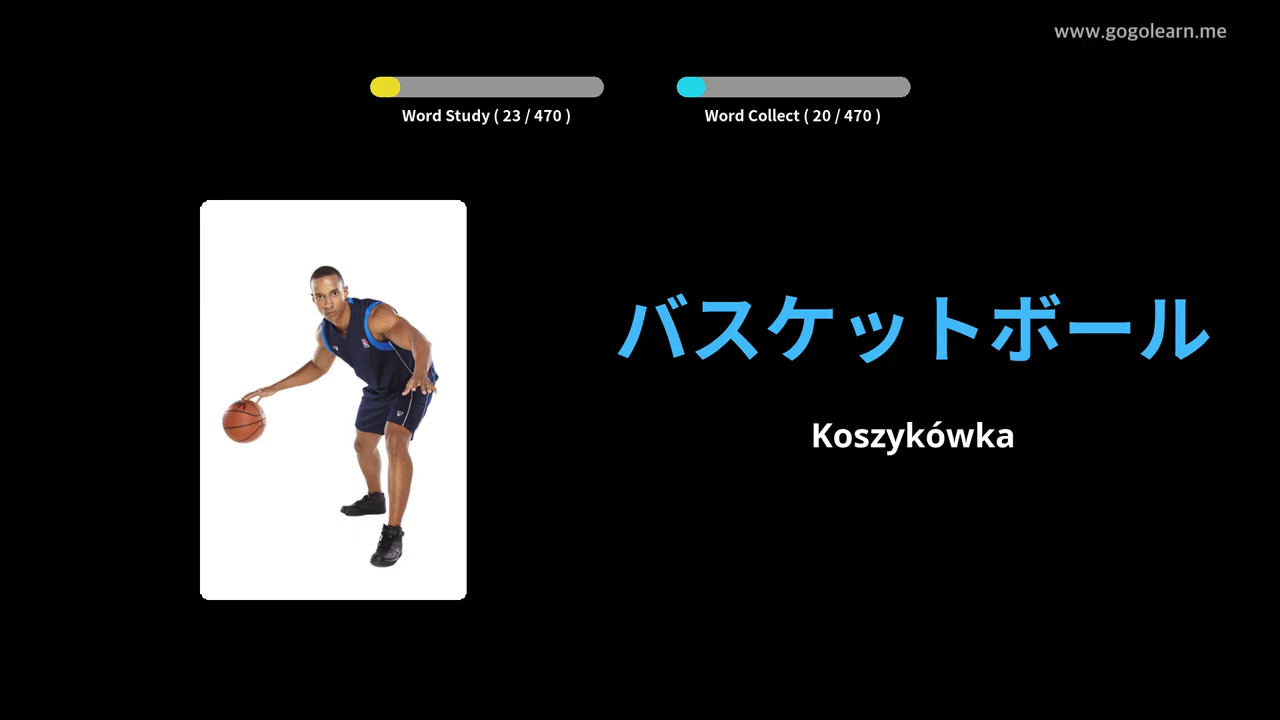 www.gogolearn.me
Word Study ( 23 / 470 )
Word Collect ( 20 / 470 )
バスケットボール
Koszykówka